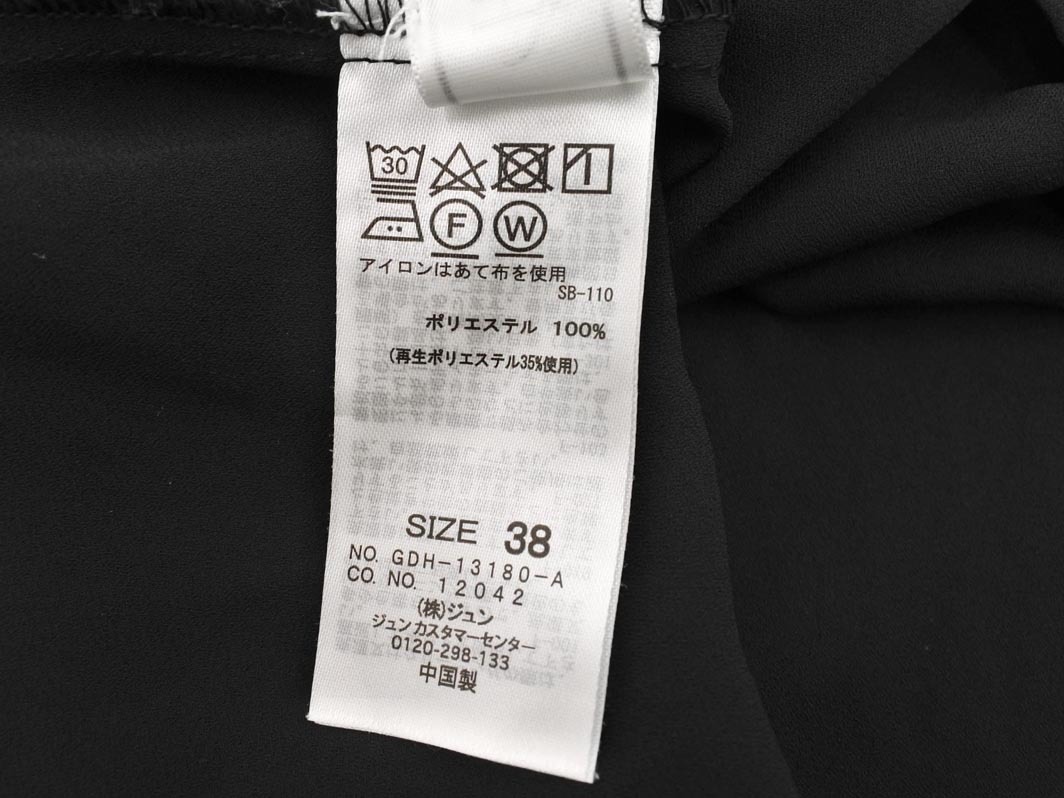 30
F W
アイロンはあて布を使用
SB-110
ポリエステル 100%
(再生ポリエステル35%使用)
SIZE 38
NO. GDH-13180-A
CO. NO. 12042
(株)ジュン
ジュンカスタマーセンター
0120-298-133
中国製